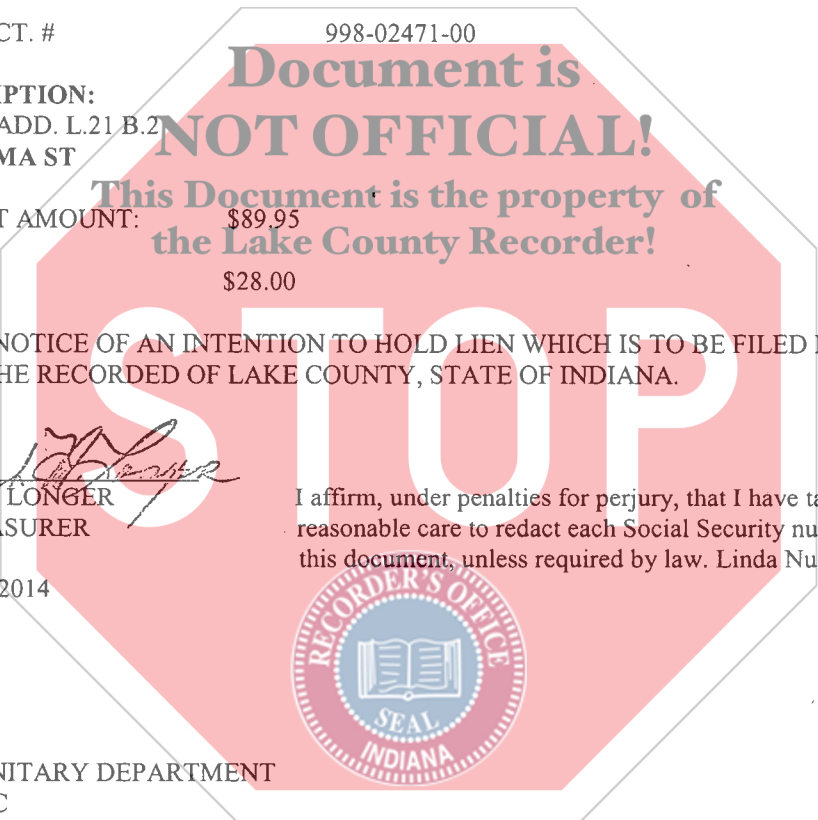 CT. # 998-02471-00
Document is
IPTION:
ADD. L.21 B.2
NOT OFFICIAL!
MA ST
This Document is the property of
T AMOUNT: $89.95
the Lake County Recorder!
$28.00
STOP
NOTICE OF AN INTENTION TO HOLD LIEN WHICH IS TO BE FILED
HE RECORDED OF LAKE COUNTY, STATE OF INDIANA.
LONGER I affirm, under penalties for perjury, that I have ta
ASURER reasonable care to redact each Social Security nu
this document, unless required by law. Linda Nu
2014
RECORDER'S OFFICE
SEAL
INDIANA
NITARY DEPARTMENT
C